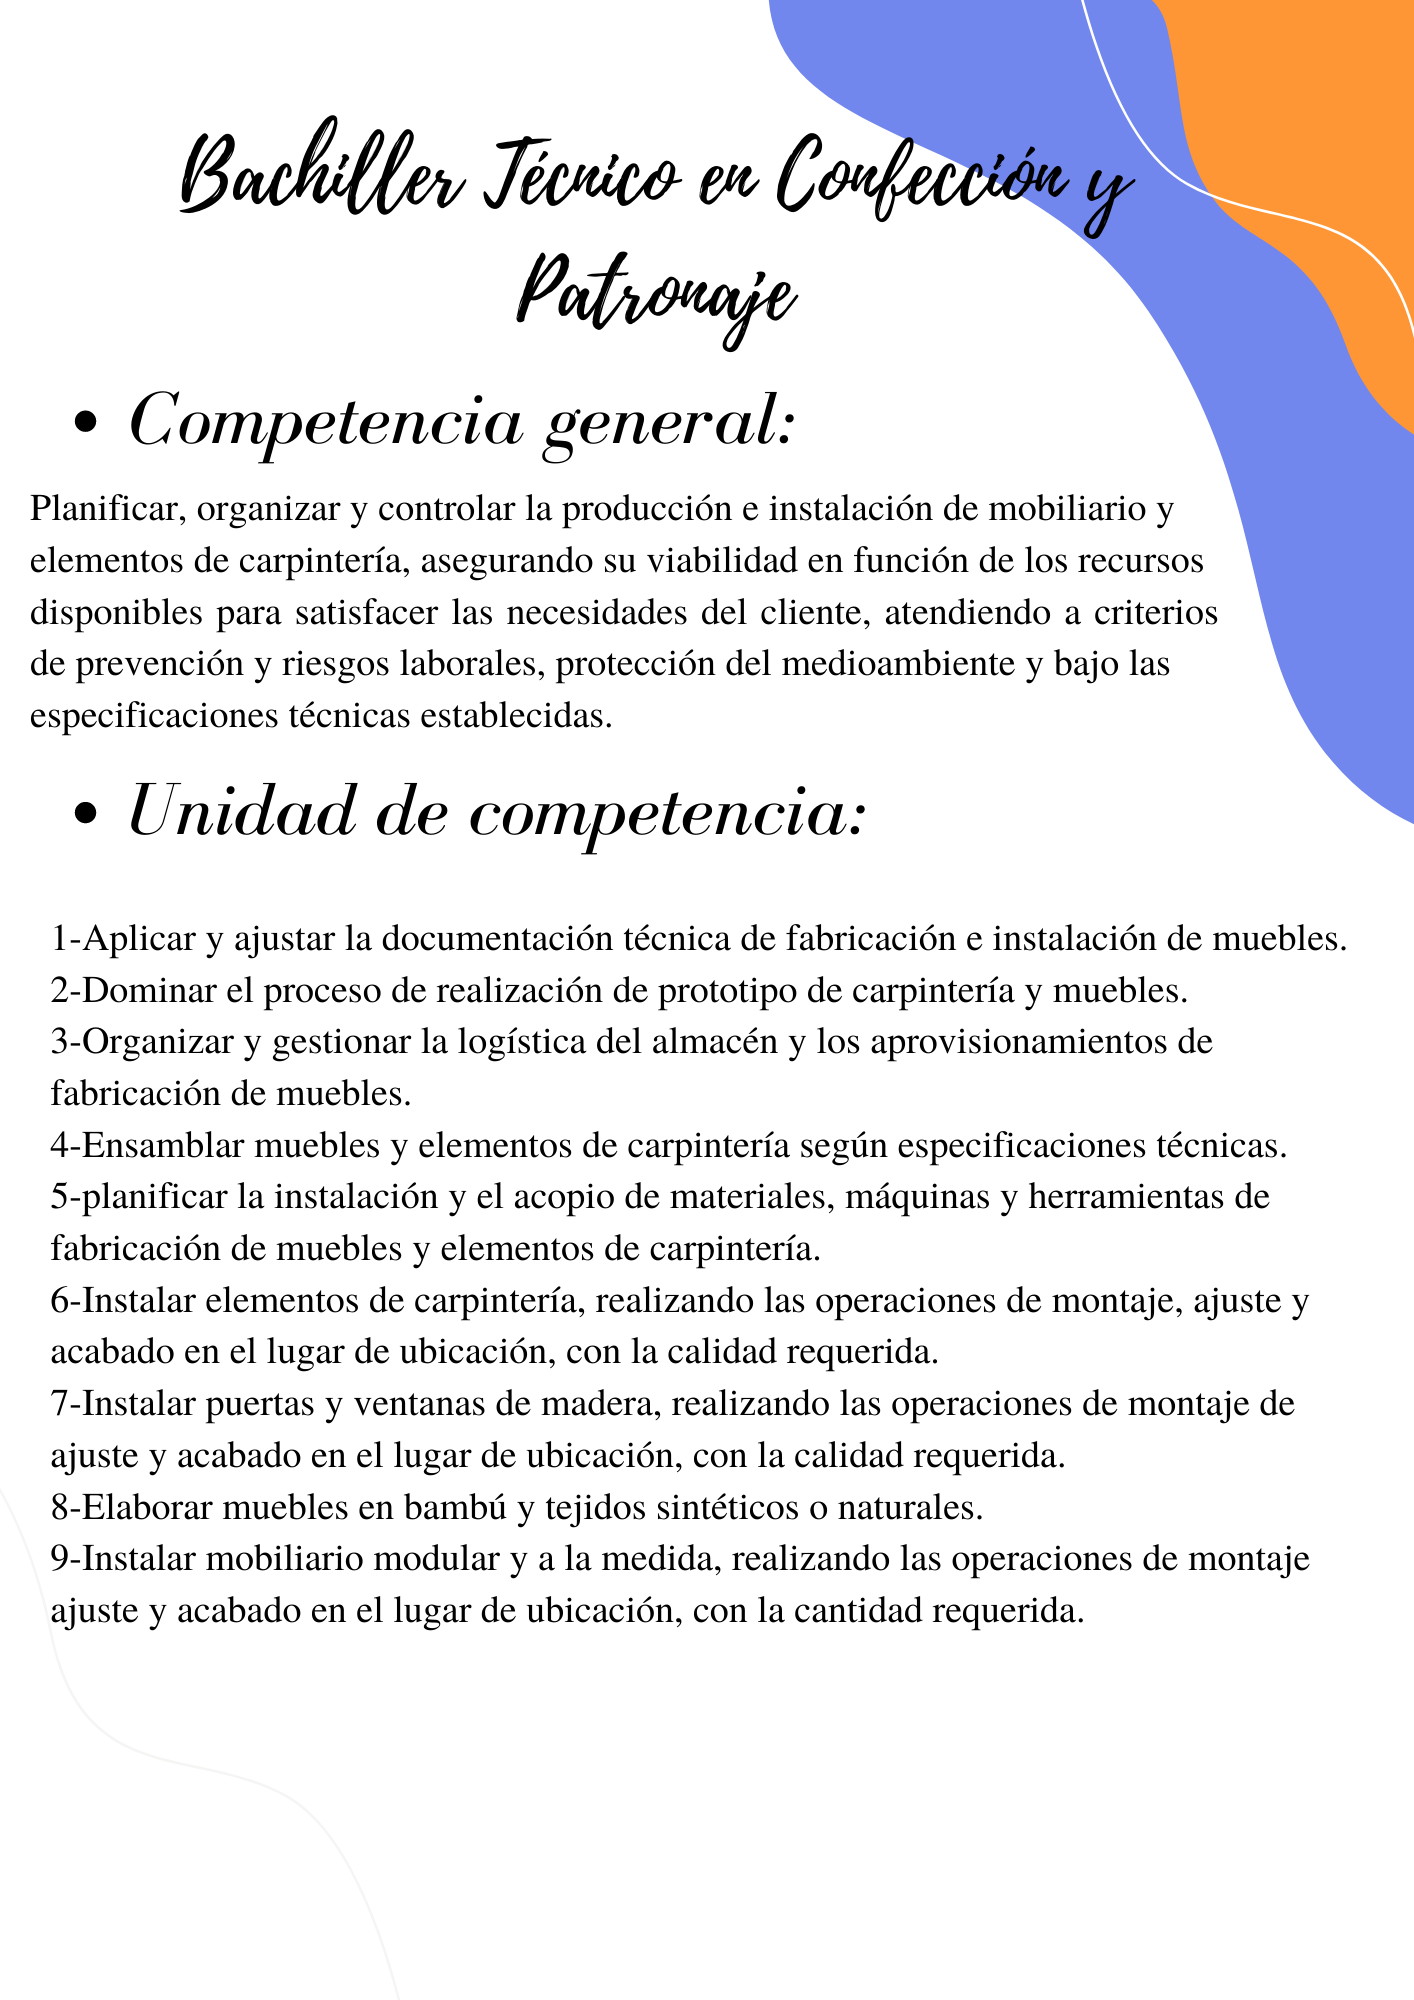 Bachiller Técnico en Confección y
Patronaje
• Competencia general:
Planificar, organizar y controlar la producción e instalación de mobiliario y
elementos de carpintería, asegurando su viabilidad en función de los recursos
disponibles para satisfacer las necesidades del cliente, atendiendo a criterios
de prevención y riesgos laborales, protección del medioambiente y bajo las
especificaciones técnicas establecidas.
• Unidad de competencia:
1-Aplicar y ajustar la documentación técnica de fabricación e instalación de muebles.
2-Dominar el proceso de realización de prototipo de carpintería y muebles.
3-Organizar y gestionar la logística del almacén y los aprovisionamientos de
fabricación de muebles.
4-Ensamblar muebles y elementos de carpintería según especificaciones técnicas.
5-planificar la instalación y el acopio de materiales, máquinas y herramientas de
fabricación de muebles y elementos de carpintería.
6-Instalar elementos de carpintería, realizando las operaciones de montaje, ajuste y
acabado en el lugar de ubicación, con la calidad requerida.
7-Instalar puertas y ventanas de madera, realizando las operaciones de montaje de
ajuste y acabado en el lugar de ubicación, con la calidad requerida.
8-Elaborar muebles en bambú y tejidos sintéticos o naturales.
9-Instalar mobiliario modular y a la medida, realizando las operaciones de montaje
ajuste y acabado en el lugar de ubicación, con la cantidad requerida.